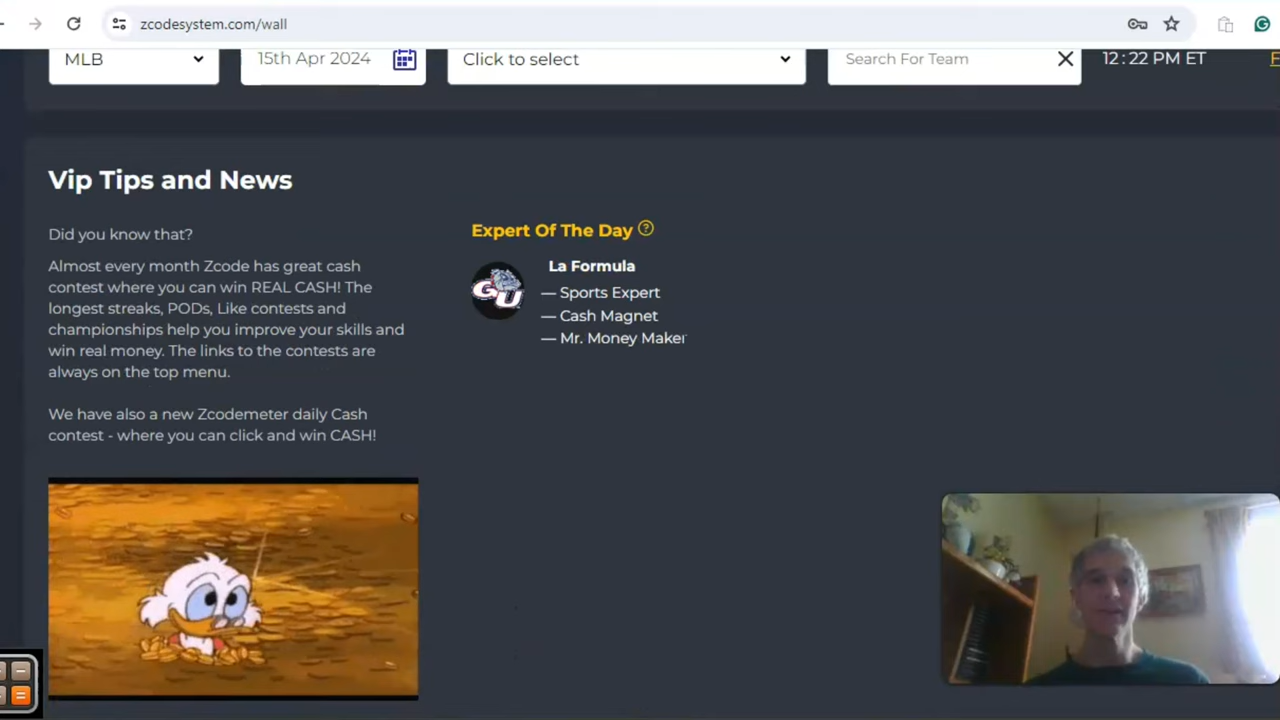 zcodesystem.com/wall
MLB
15th Apr 2024
Click to select
Search For Team
12:22 PM ET
F
Vip Tips and News
Did you know that?
Almost every month Zcode has great cash
contest where you can win REAL CASH! The
longest streaks, PODs, Like contests and
championships help you improve your skills and
win real money. The links to the contests are
always on the top menu.
We have also a new Zcodemeter daily Cash
contest - where you can click and win CASH!
Expert Of The Day ?
GU
La Formula
— Sports Expert
— Cash Magnet
— Mr. Money Maker